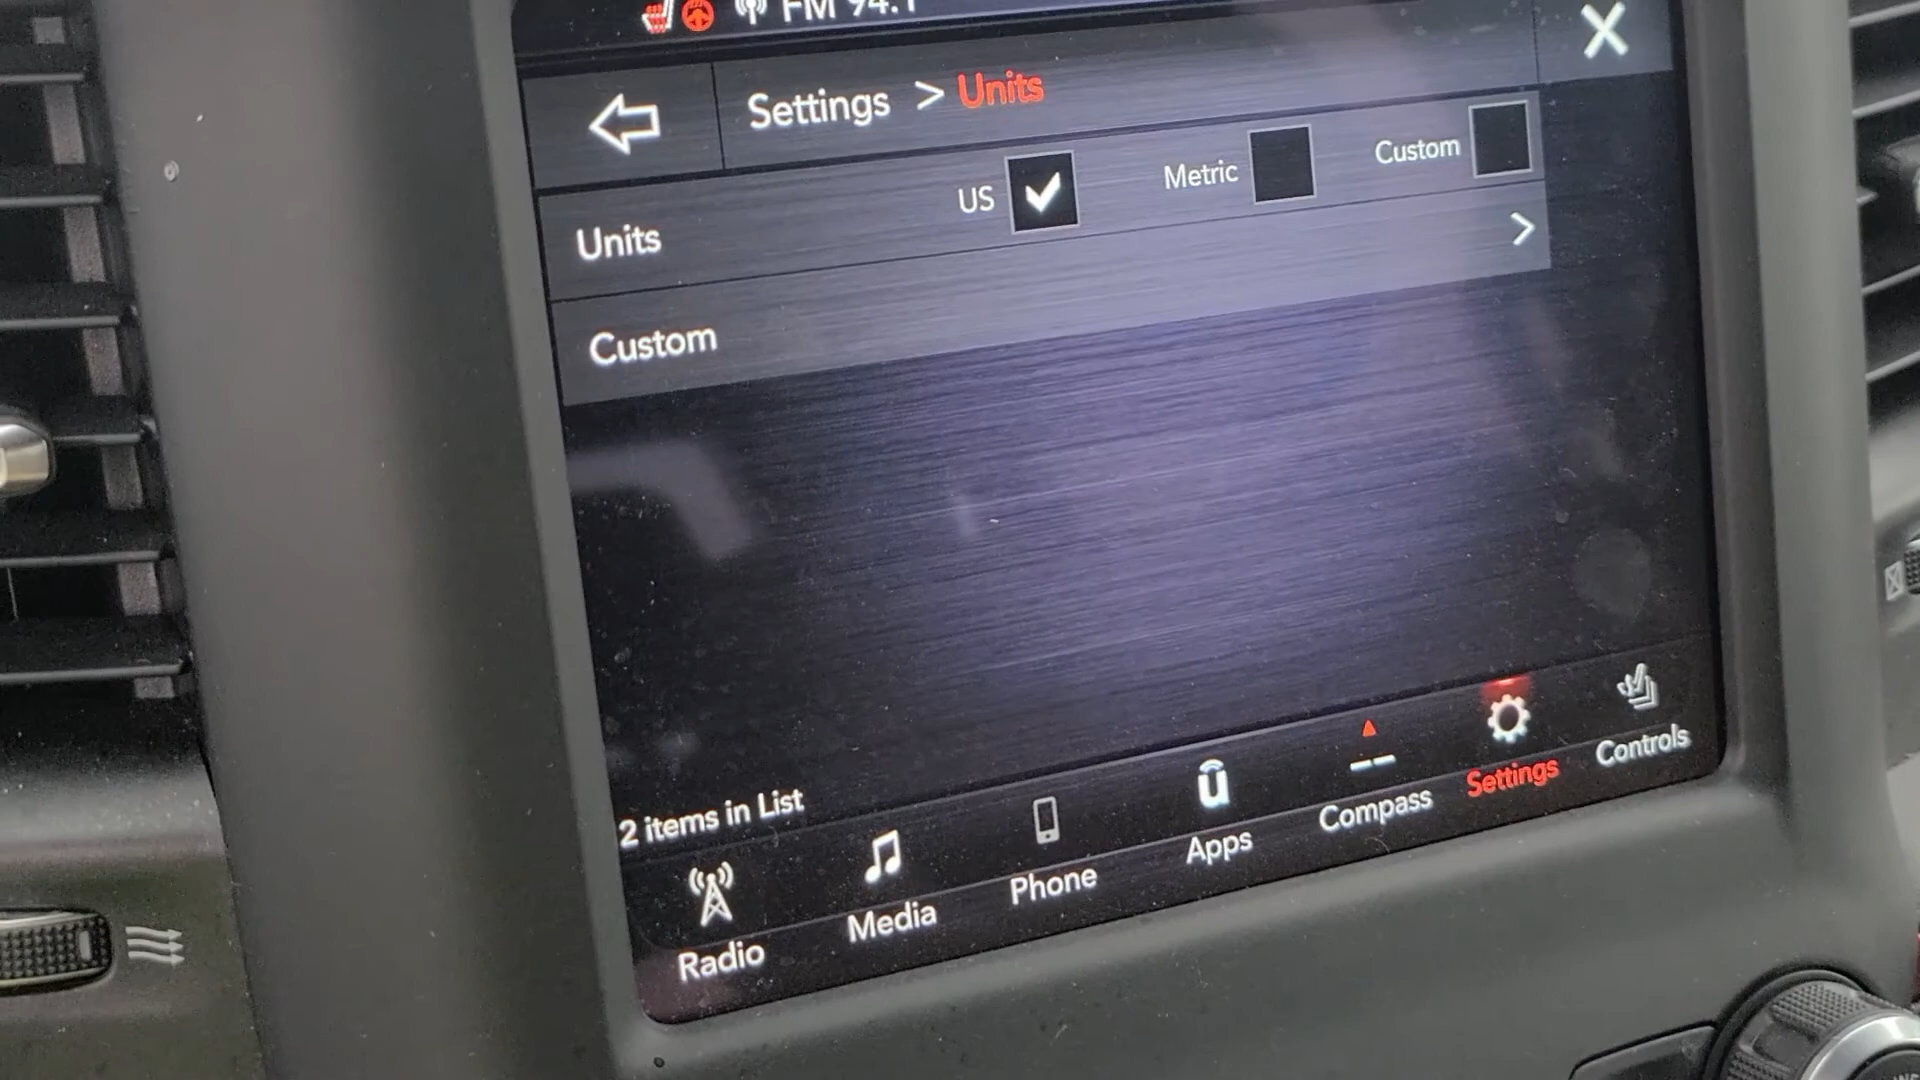 FM 94.1
Settings > Units
Units US Metric Custom
Custom
2 items in List
Radio Media Phone Apps Compass Settings Controls